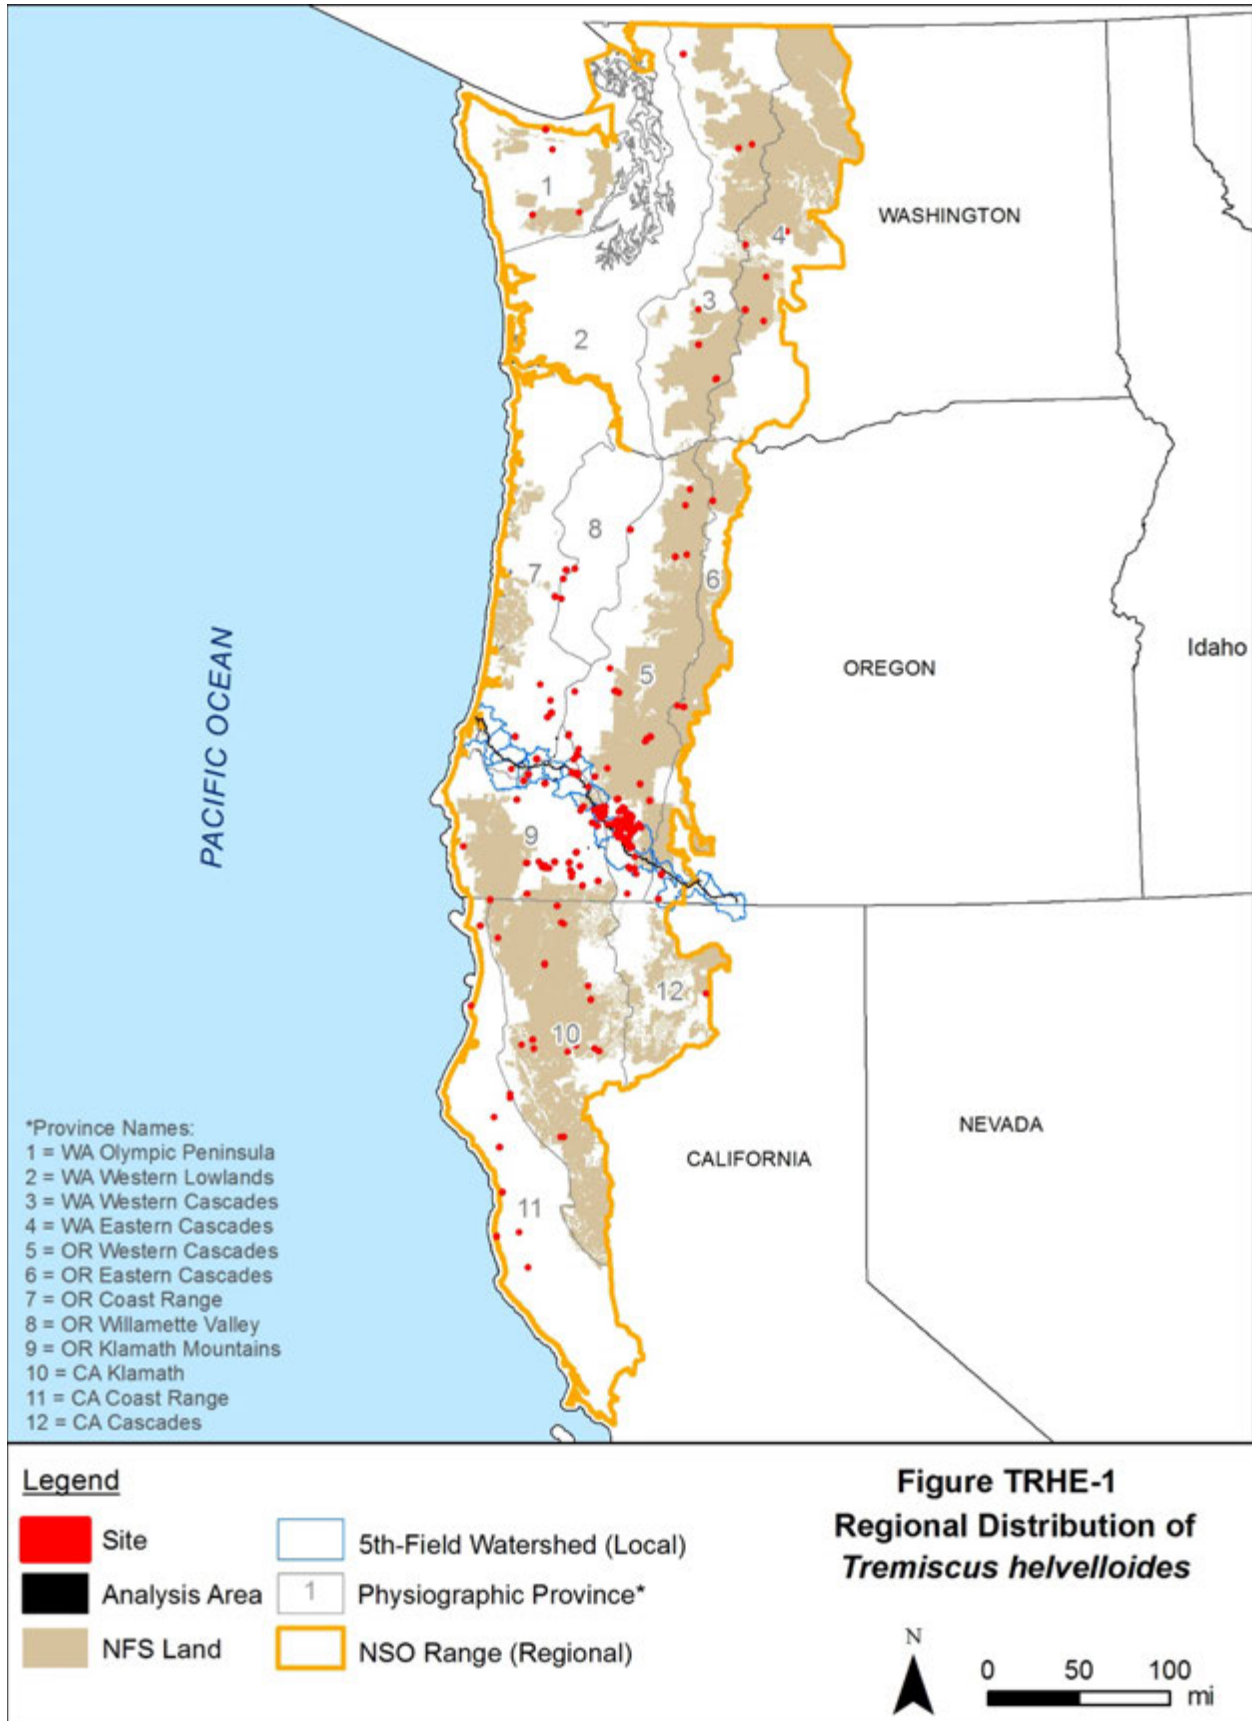 WASHINGTON
1
4
3
2
8
7
6
Idaho
5
OREGON
PACIFIC OCEAN
9
12
10
NEVADA
CALIFORNIA
11
*Province Names:
1 = WA Olympic Peninsula
2 = WA Western Lowlands
3 = WA Western Cascades
4 = WA Eastern Cascades
5 = OR Western Cascades
6 = OR Eastern Cascades
7 = OR Coast Range
8 = OR Willamette Valley
9 = OR Klamath Mountains
10 = CA Klamath
11 = CA Coast Range
12 = CA Cascades
Legend
Site
Analysis Area
NFS Land
5th-Field Watershed (Local)
1 Physiographic Province*
NSO Range (Regional)
Figure TRHE-1
Regional Distribution of
Tremiscus helvelloides
N
0 50 100
mi